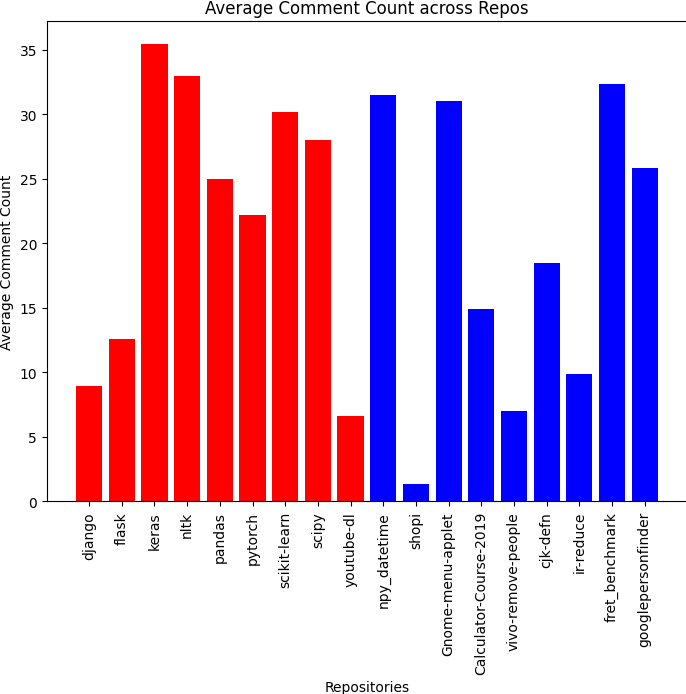 Average Comment Count across Repos
Average Comment Count
35
30
25
20
15
10
5
0
django
flask
keras
nltk
pandas
pytorch
scikit-learn
scipy
youtube-dl
npy_datetime
shopi
Gnome-menu-applet
Calculator-Course-2019
vivo-remove-people
cjk-defn
ir-reduce
fret_benchmark
googlepersonfinder
Repositories